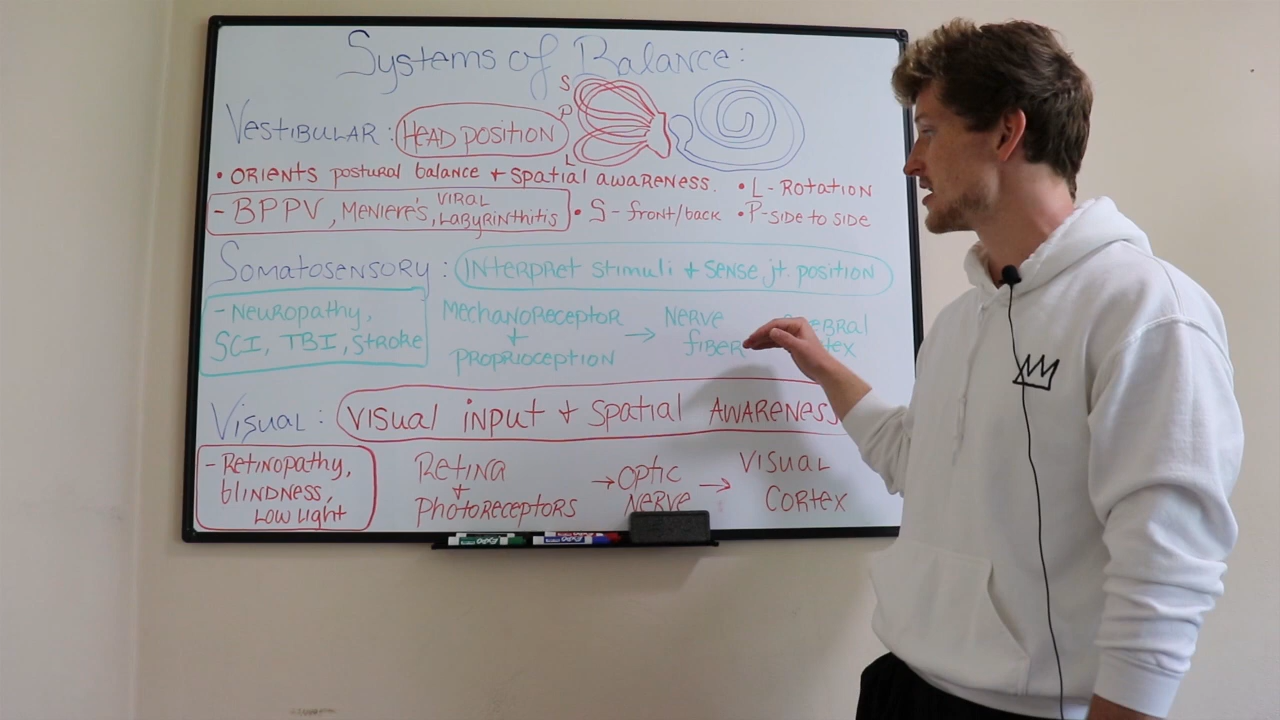 Systems of Balance:
S
P
L
VESTIBULAR: HEAD POSITION
• ORIENTS postural balance + spatial awareness. • L - ROTATION
- BPPV, MENIERE'S, VIRAL LABYRINTHITIS • S - front/back • P-SIDE to SIDE
SOMATOSENSORY: INTERPRET stimuli + SENSE jt. position
- NEUROPATHY,
SCI, TBI, STROKE
MECHANORECEPTOR
+
PROPRIOCEPTION
→ NERVE
fiber
VISUAL: VISUAL input + SPATIAL AWARENESS
- RETINOPATHY,
blINDNESS,
LOW light
RETINA
+
PHOTORECEPTORS
→ OPTIC
NERVE
→ VISUAL
CORTEX
EXPO